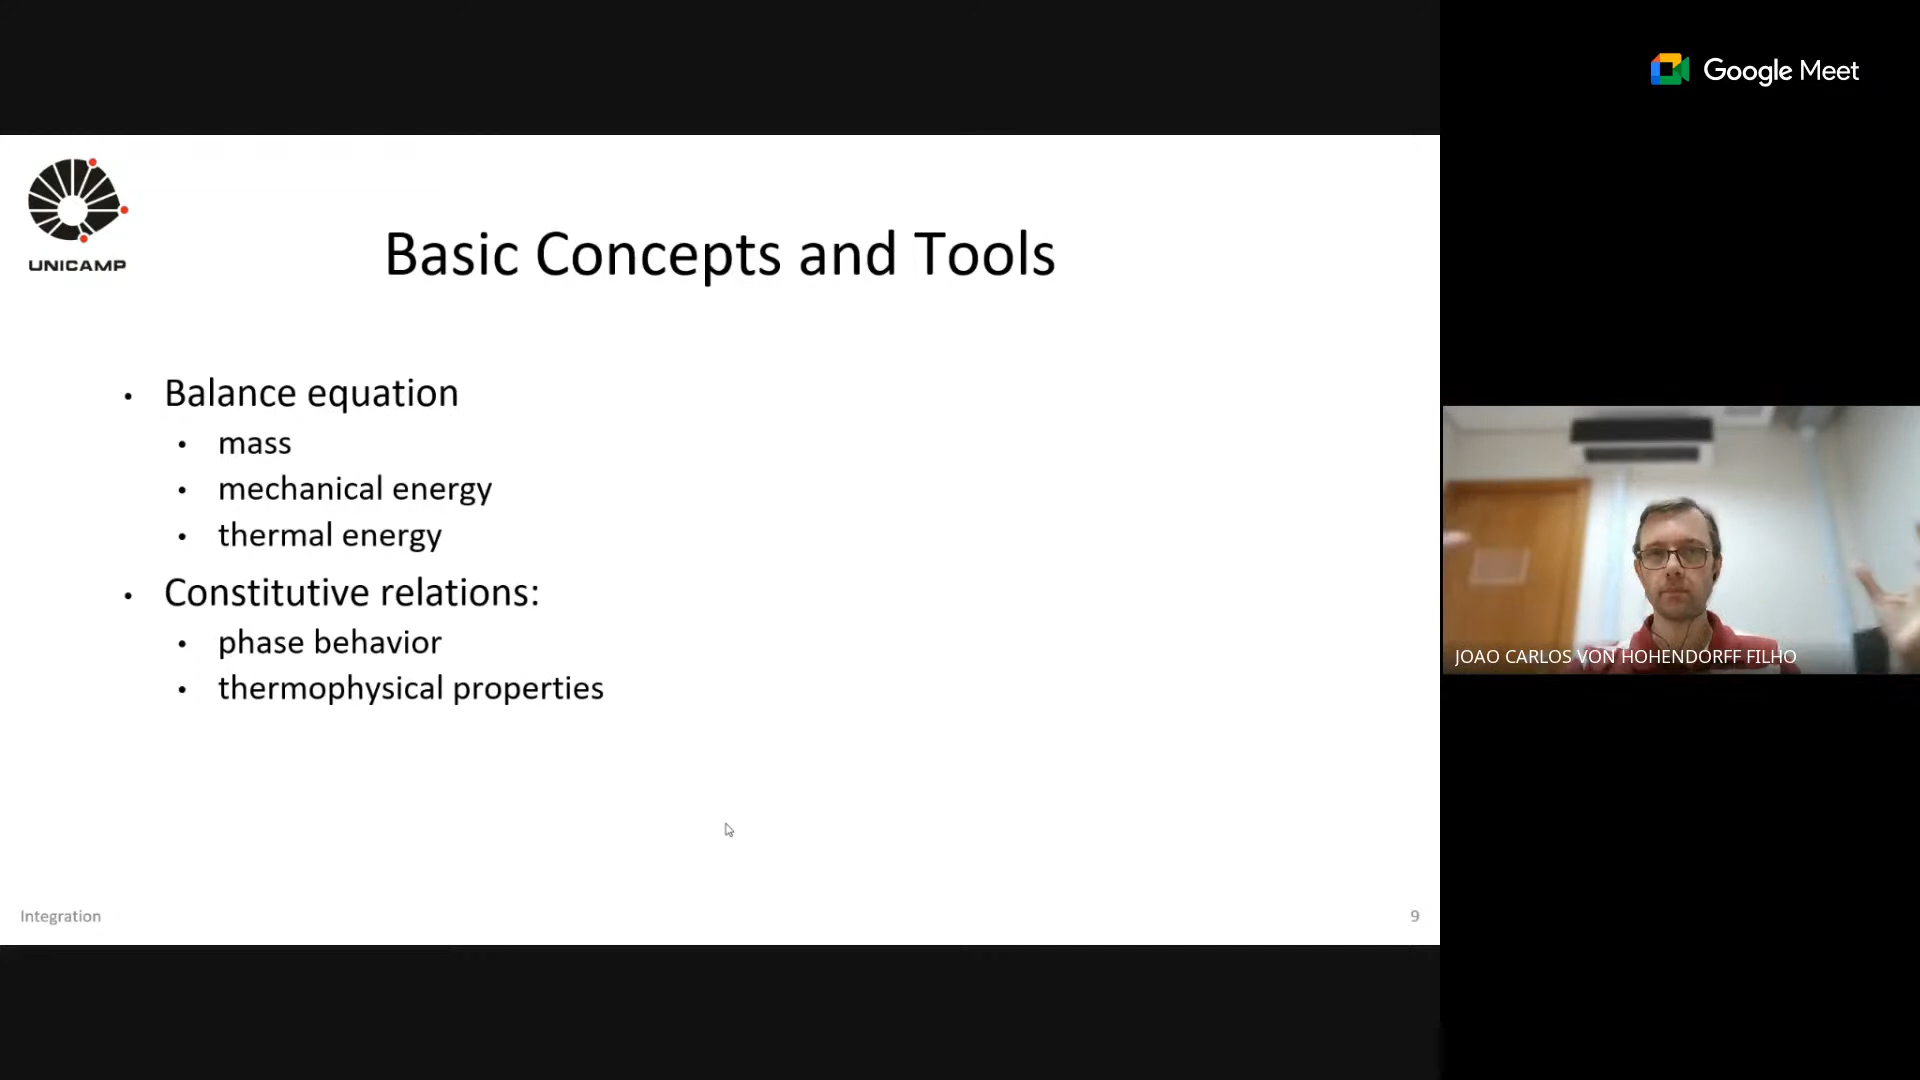 Google Meet
UNICAMP
Basic Concepts and Tools
• Balance equation
• mass
• mechanical energy
• thermal energy
• Constitutive relations:
• phase behavior
• thermophysical properties
JOAO CARLOS VON HOHENDORFF FILHO
Integration
9